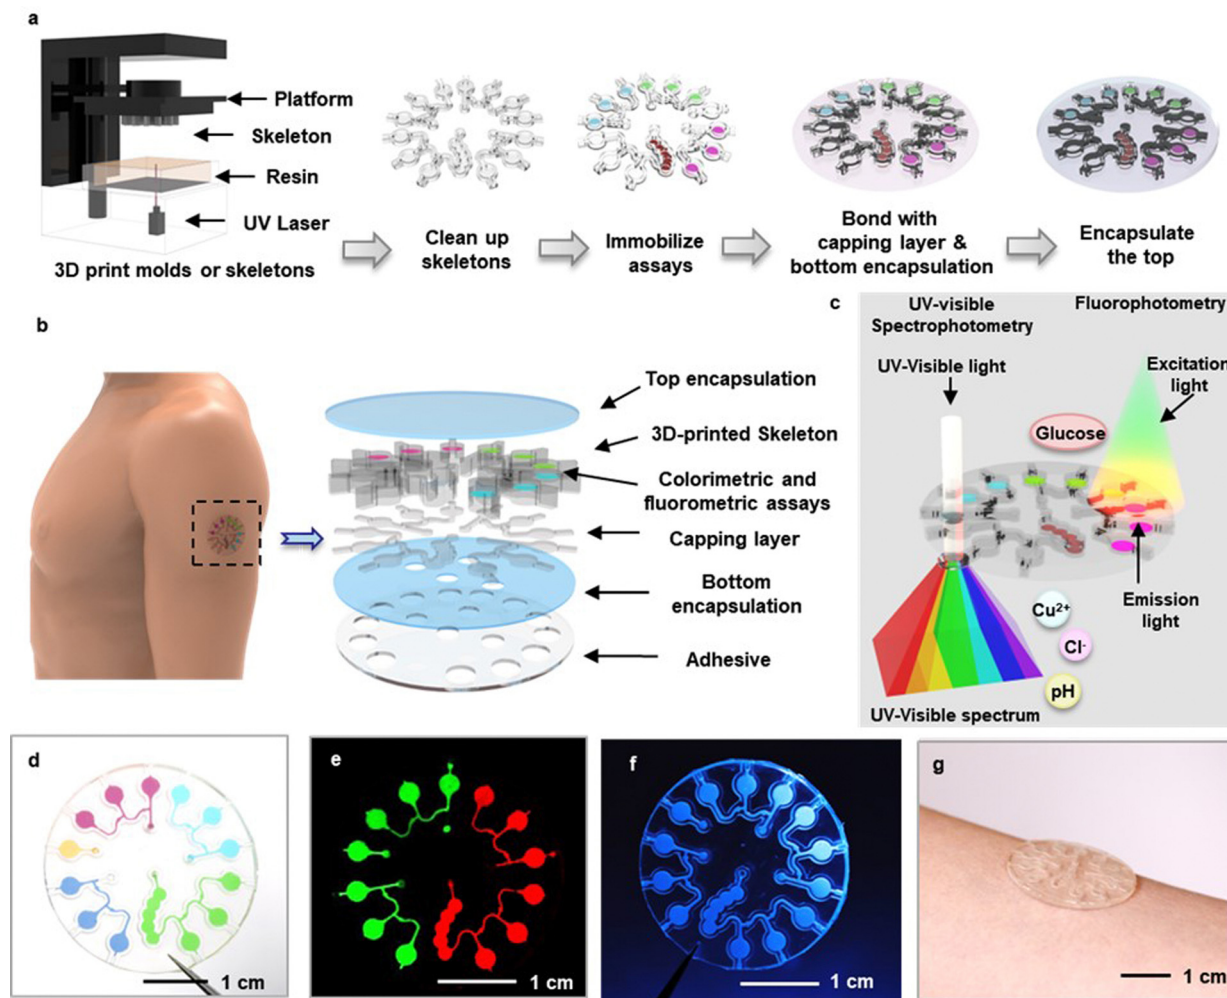 a
Platform
Skeleton
Resin
UV Laser
3D print molds or skeletons
Clean up
skeletons
Immobilize
assays
Bond with
capping layer &
bottom encapsulation
Encapsulate
the top
b
Top encapsulation
3D-printed Skeleton
Colorimetric and
fluorometric assays
Capping layer
Bottom
encapsulation
Adhesive
c
UV-visible
Spectrophotometry
Fluorophotometry
UV-Visible light
Excitation
light
Glucose
Emission
light
Cu²⁺
Cl⁻
pH
UV-Visible spectrum
d
1 cm
e
1 cm
f
1 cm
g
1 cm